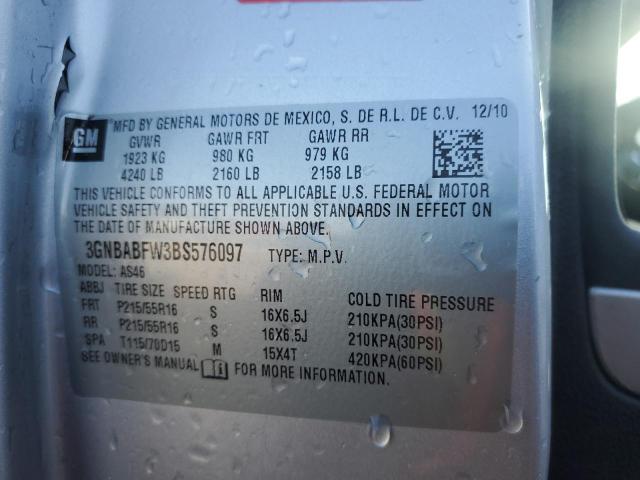 MFD BY GENERAL MOTORS DE MEXICO, S. DE R.L. DE C.V. 12/10
GM
GVWR GAWR FRT GAWR RR
1923 KG 980 KG 979 KG
4240 LB 2160 LB 2158 LB
THIS VEHICLE CONFORMS TO ALL APPLICABLE U.S. FEDERAL MOTOR
VEHICLE SAFETY AND THEFT PREVENTION STANDARDS IN EFFECT ON
THE DATE OF MANUFACTURE SHOWN ABOVE.
3GNBABFW3BS576097 TYPE: M.P.V.
MODEL: AS46
ABBJ TIRE SIZE SPEED RTG RIM COLD TIRE PRESSURE
FRT P215/55R16 S 16X6.5J 210KPA(30PSI)
RR P215/55R16 S 16X6.5J 210KPA(30PSI)
SPA T115/70D15 M 15X4T 420KPA(60PSI)
SEE OWNER'S MANUAL i FOR MORE INFORMATION.